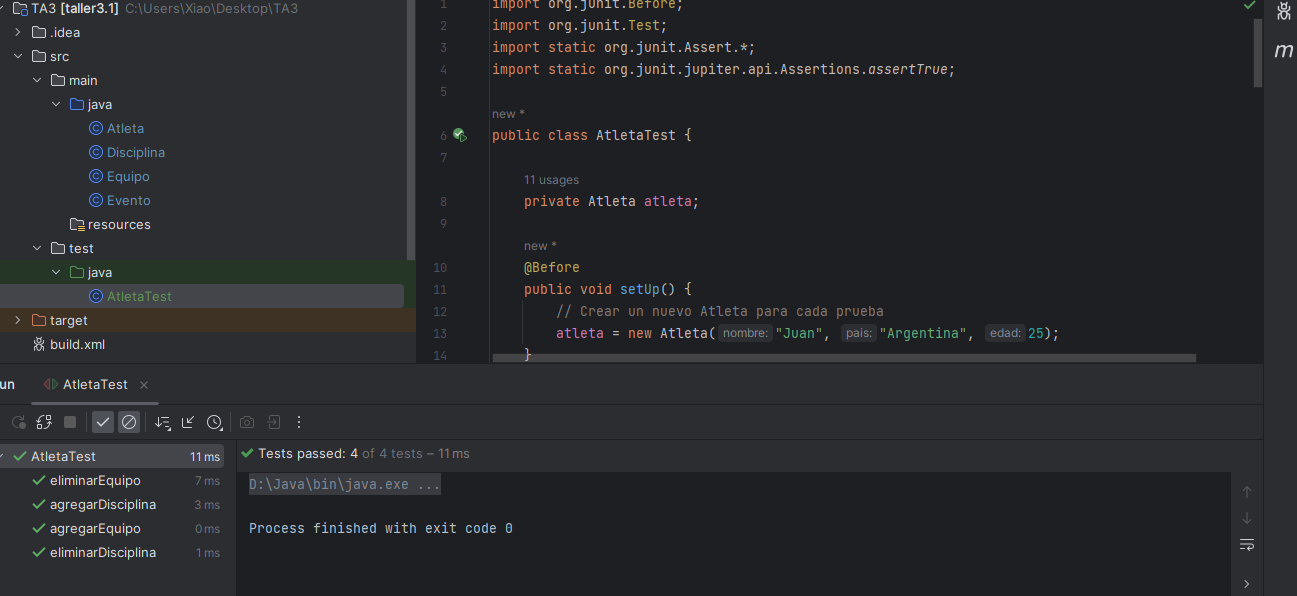 TA3 [taller3.1] C:\Users\Xiao\Desktop\TA3
.idea
src
main
java
Atleta
Disciplina
Equipo
Evento
resources
test
java
AtletaTest
target
build.xml
1 import org.junit.Before;
2 import org.junit.Test;
3 import static org.junit.Assert.*;
4 import static org.junit.jupiter.api.Assertions.assertTrue;
5
new *
6 public class AtletaTest {
7
11 usages
8 private Atleta atleta;
9
new *
10 @Before
11 public void setUp() {
12 // Crear un nuevo Atleta para cada prueba
13 atleta = new Atleta( nombre: "Juan", pais: "Argentina", edad: 25);
14 }
m
un AtletaTest
AtletaTest 11 ms
eliminarEquipo 7 ms
agregarDisciplina 3 ms
agregarEquipo 0 ms
eliminarDisciplina 1 ms
Tests passed: 4 of 4 tests – 11 ms
D:\Java\bin\java.exe ...
Process finished with exit code 0